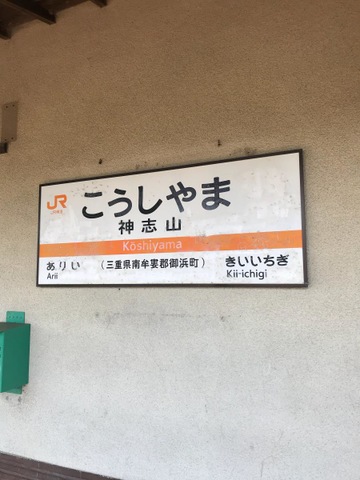 JR
こうしやま
神志山
Kōshiyama
ありい （三重県南牟婁郡御浜町） きいいちぎ
Arii Kii-ichigi